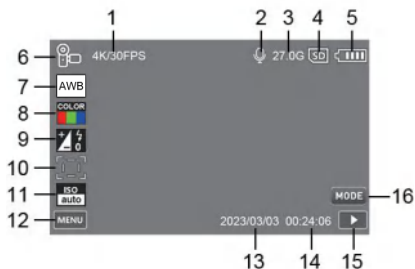 1 2 3 4 5
6 4K/30FPS 27.0G SD
7 AWB
8 COLOR
9 + 0
10
11 ISO auto
MODE 16
12 MENU 2023/03/03 00:24:06
13 14 15